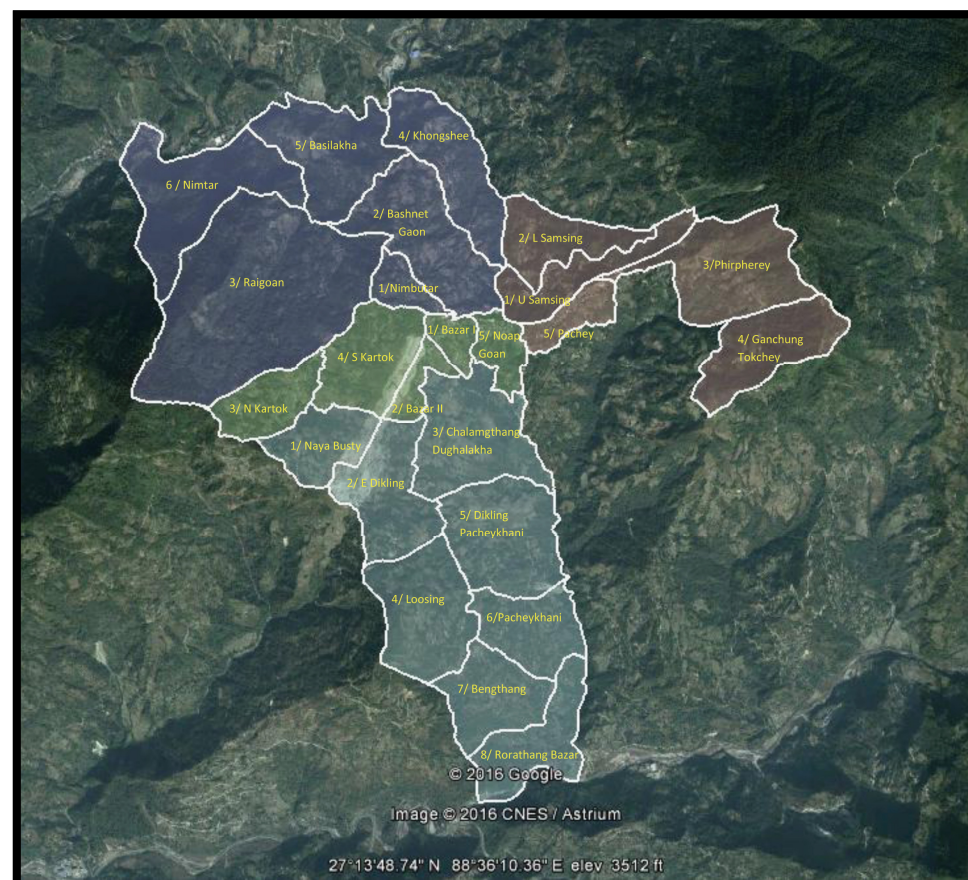 4/ Khongshee
5/ Basilakha
6 / Nimtar
2/ Bashnet
Gaon
2/ L Samsing
3/Phirpherey
3/ Raigoan
1/Nimbutar
1/ U Samsing
1/ Bazar I
5/ Noap
Goan
5/ Pachey
4/ Ganchung
Tokchey
4/ S Kartok
3/ N Kartok
2/ Bazar II
3/ Chalamgthang
Dughalakha
1/ Naya Busty
2/ E Dikling
5/ Dikling
Pacheykhani
4/ Loosing
6/Pacheykhani
7/ Bengthang
8/ Rorathang Bazar
© 2016 Google
Image © 2016 CNES / Astrium
27°13'48.74" N 88°36'10.36" E elev 3512 ft